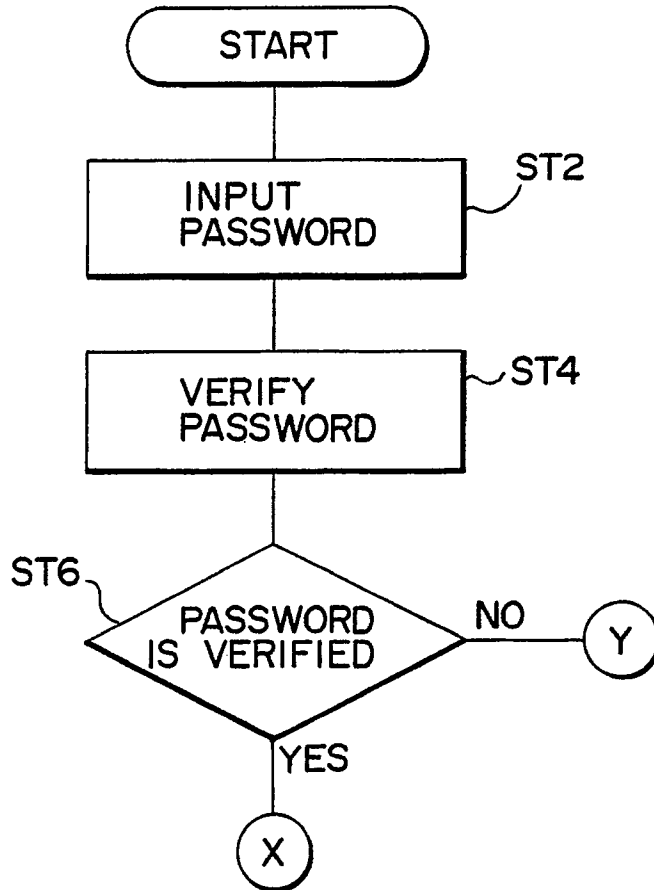 START
ST2
INPUT
PASSWORD
ST4
VERIFY
PASSWORD
ST6
PASSWORD
IS VERIFIED
NO
Y
YES
X